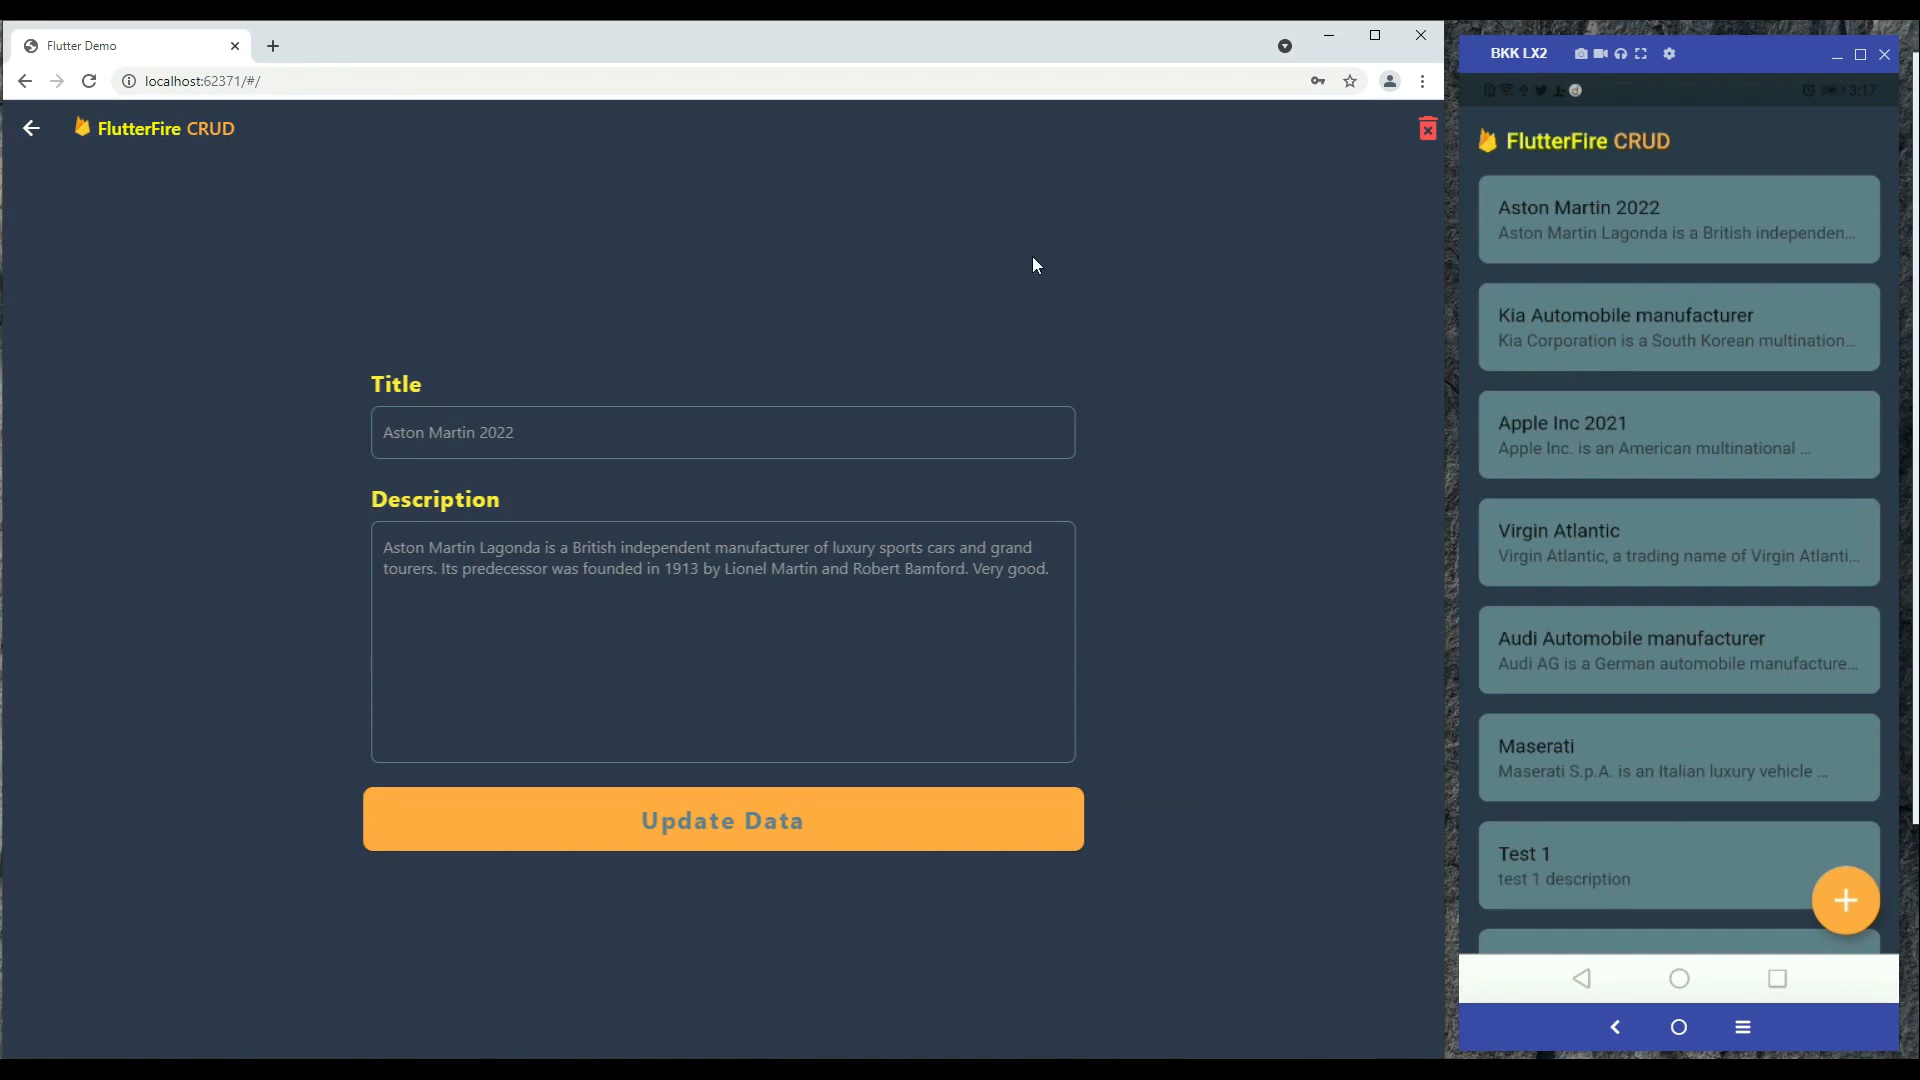 Flutter Demo
localhost:62371/#/
FlutterFire CRUD
Title
Aston Martin 2022
Description
Aston Martin Lagonda is a British independent manufacturer of luxury sports cars and grand
tourers. Its predecessor was founded in 1913 by Lionel Martin and Robert Bamford. Very good.
Update Data
BKK LX2
3:17
FlutterFire CRUD
Aston Martin 2022
Aston Martin Lagonda is a British independen...
Kia Automobile manufacturer
Kia Corporation is a South Korean multination...
Apple Inc 2021
Apple Inc. is an American multinational ...
Virgin Atlantic
Virgin Atlantic, a trading name of Virgin Atlanti...
Audi Automobile manufacturer
Audi AG is a German automobile manufacture...
Maserati
Maserati S.p.A. is an Italian luxury vehicle ...
Test 1
test 1 description